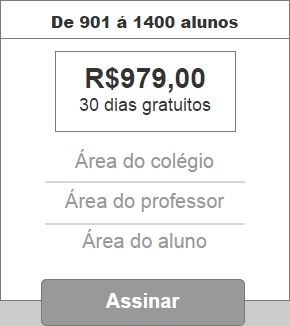 De 901 á 1400 alunos
R$979,00
30 dias gratuitos
Área do colégio
Área do professor
Área do aluno
Assinar